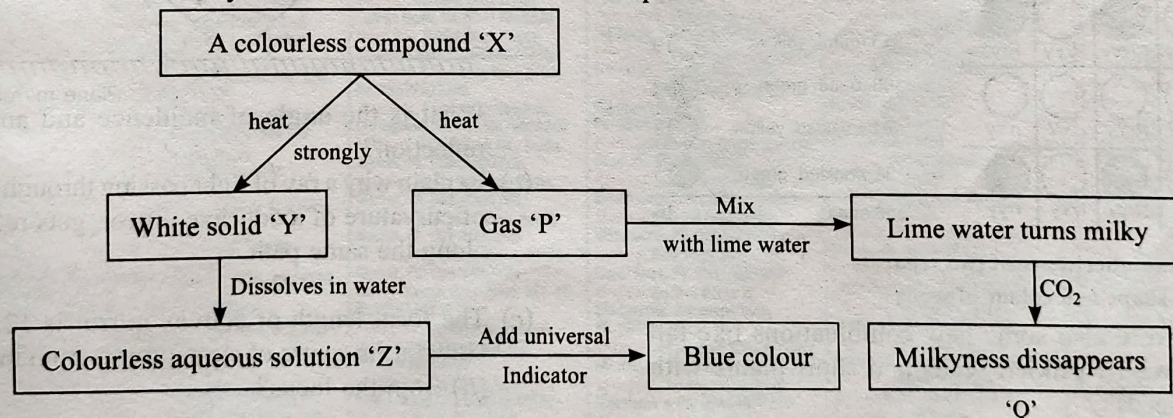 A colourless compound ‘X’
heat heat
strongly
White solid ‘Y’
Gas ‘P’
Mix
with lime water
Lime water turns milky
Dissolves in water
CO₂
Colourless aqueous solution ‘Z’
Add universal
Indicator
Blue colour
Milkyness dissappears
‘Q’